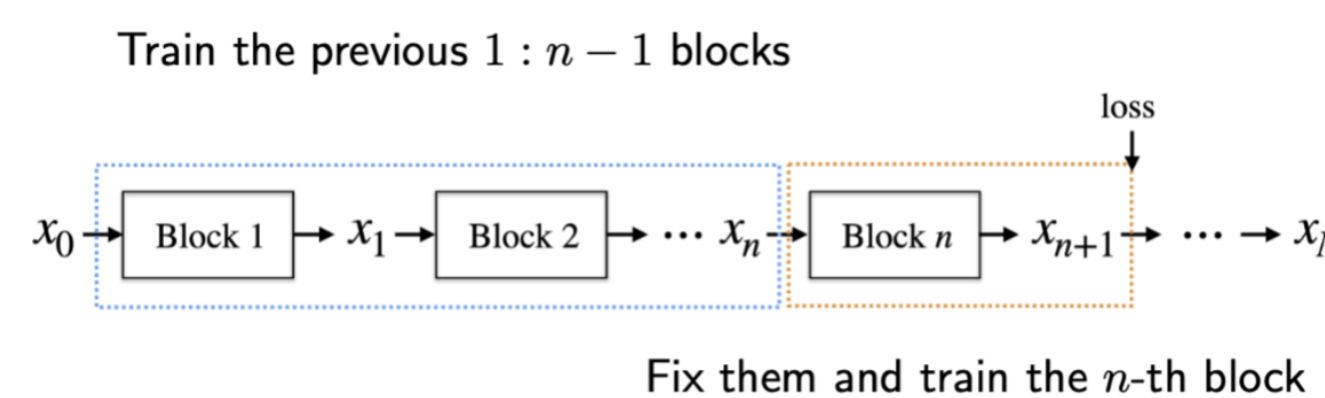 Train the previous 1 : n − 1 blocks
loss
x₀ Block 1 x₁ Block 2 ··· xₙ Block n xₙ₊₁ ··· x
Fix them and train the n-th block